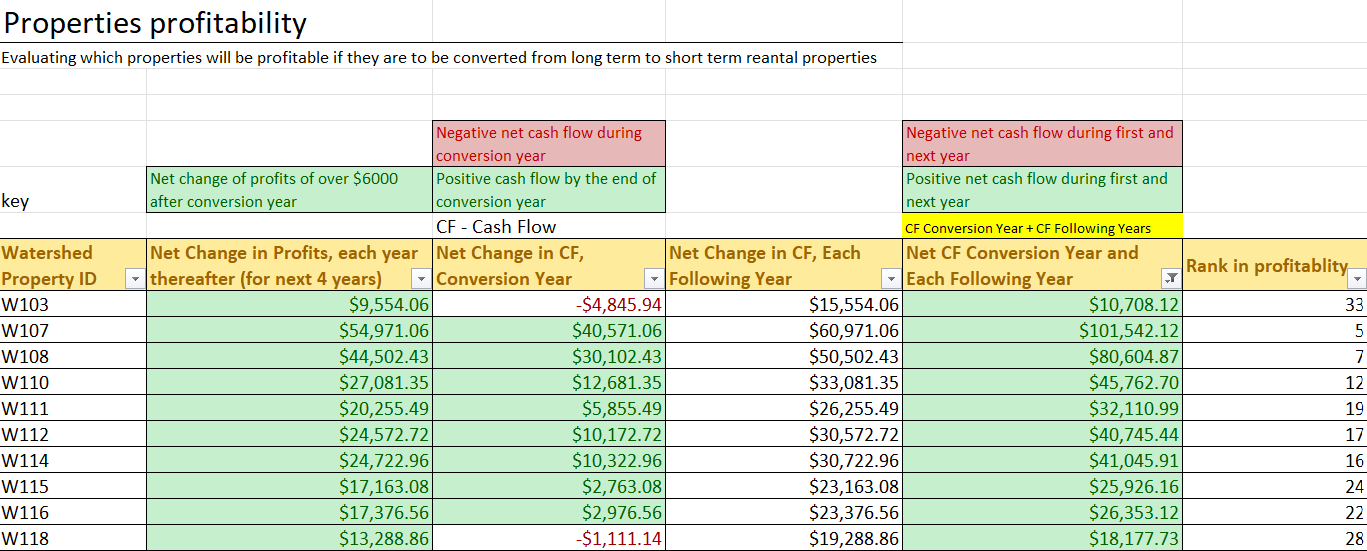 Properties profitability
Evaluating which properties will be profitable if they are to be converted from long term to short term reantal properties
Negative net cash flow during conversion year Negative net cash flow during first and next year
key Net change of profits of over $6000 after conversion year Positive cash flow by the end of conversion year Positive net cash flow during first and next year
CF - Cash Flow CF Conversion Year + CF Following Years
Watershed Property ID Net Change in Profits, each year thereafter (for next 4 years) Net Change in CF, Conversion Year Net Change in CF, Each Following Year Net CF Conversion Year and Each Following Year Rank in profitablity
W103 $9,554.06 -$4,845.94 $15,554.06 $10,708.12 33
W107 $54,971.06 $40,571.06 $60,971.06 $101,542.12 5
W108 $44,502.43 $30,102.43 $50,502.43 $80,604.87 7
W110 $27,081.35 $12,681.35 $33,081.35 $45,762.70 12
W111 $20,255.49 $5,855.49 $26,255.49 $32,110.99 19
W112 $24,572.72 $10,172.72 $30,572.72 $40,745.44 17
W114 $24,722.96 $10,322.96 $30,722.96 $41,045.91 16
W115 $17,163.08 $2,763.08 $23,163.08 $25,926.16 24
W116 $17,376.56 $2,976.56 $23,376.56 $26,353.12 22
W118 $13,288.86 -$1,111.14 $19,288.86 $18,177.73 28